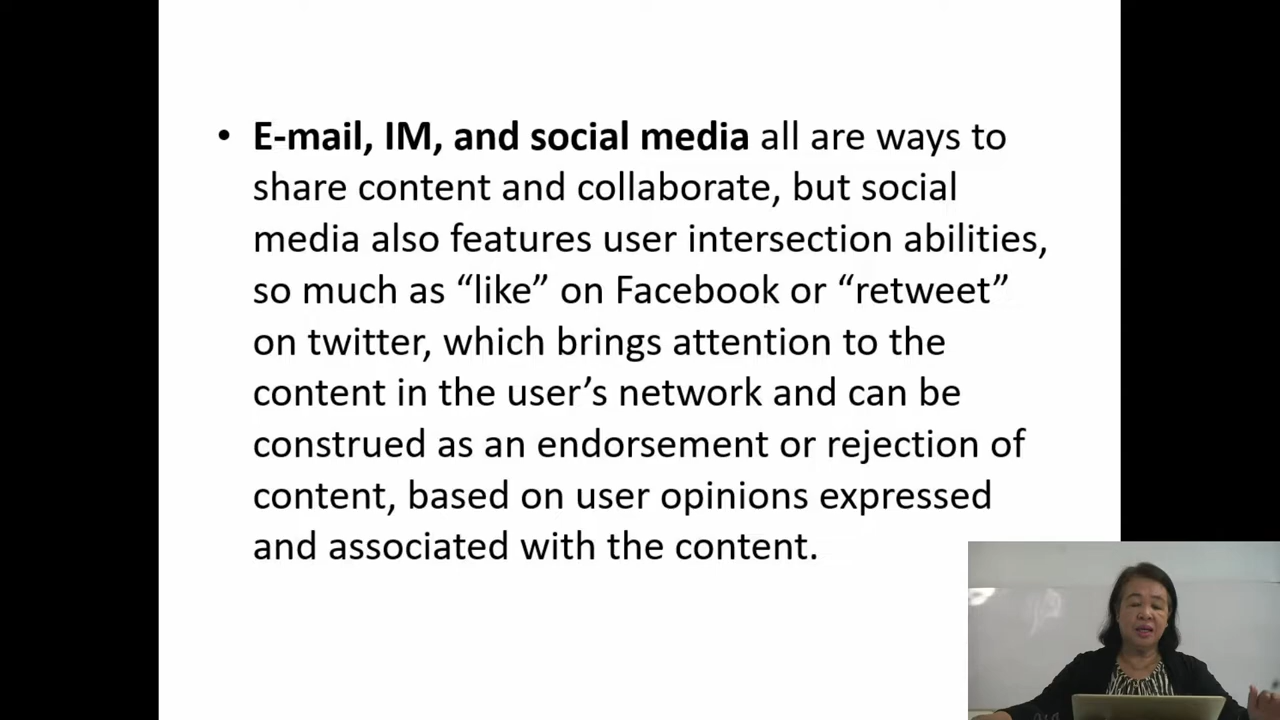 • E-mail, IM, and social media all are ways to
share content and collaborate, but social
media also features user intersection abilities,
so much as “like” on Facebook or “retweet”
on twitter, which brings attention to the
content in the user’s network and can be
construed as an endorsement or rejection of
content, based on user opinions expressed
and associated with the content.